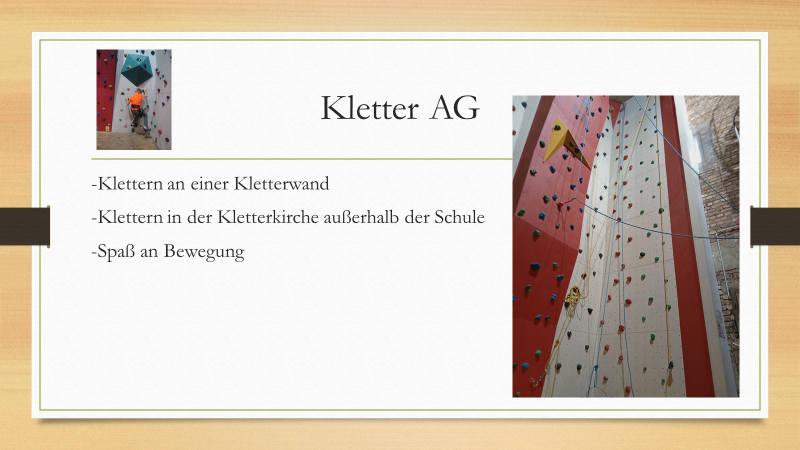 Kletter AG
-Klettern an einer Kletterwand
-Klettern in der Kletterkirche außerhalb der Schule
-Spaß an Bewegung